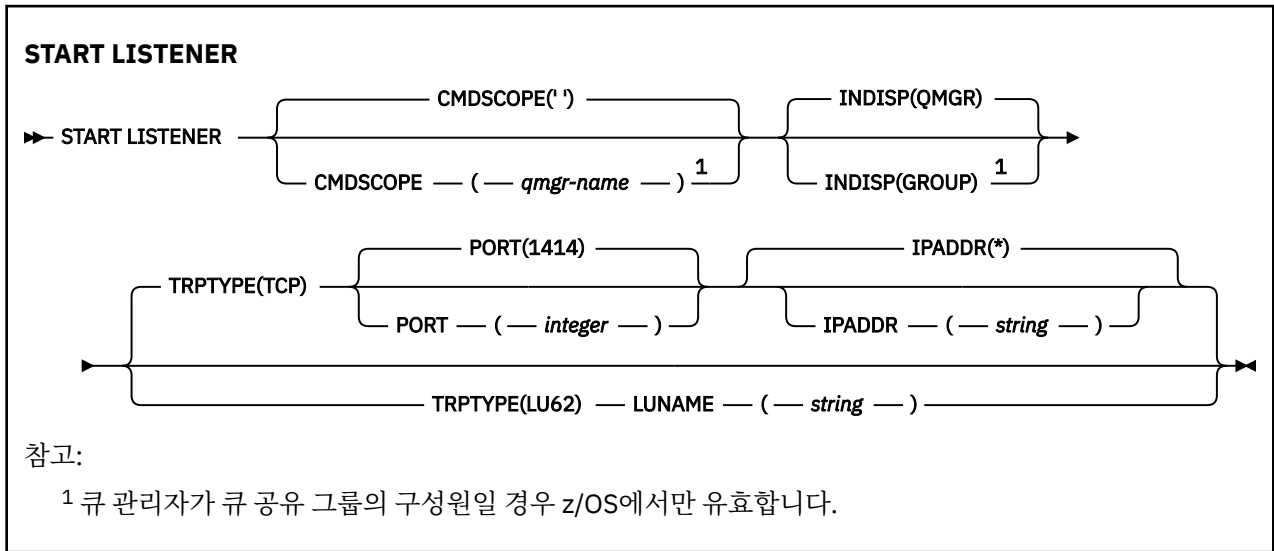 START LISTENER
CMDSCOPE(' ') INDISP(QMGR)
START LISTENER
CMDSCOPE ( qmgr-name ) 1 INDISP(GROUP) 1
PORT(1414) IPADDR(*)
TRPTYPE(TCP)
PORT ( integer ) IPADDR ( string )
TRPTYPE(LU62) LUNAME ( string )
참고:
1 큐 관리자가 큐 공유 그룹의 구성원일 경우 z/OS에서만 유효합니다.